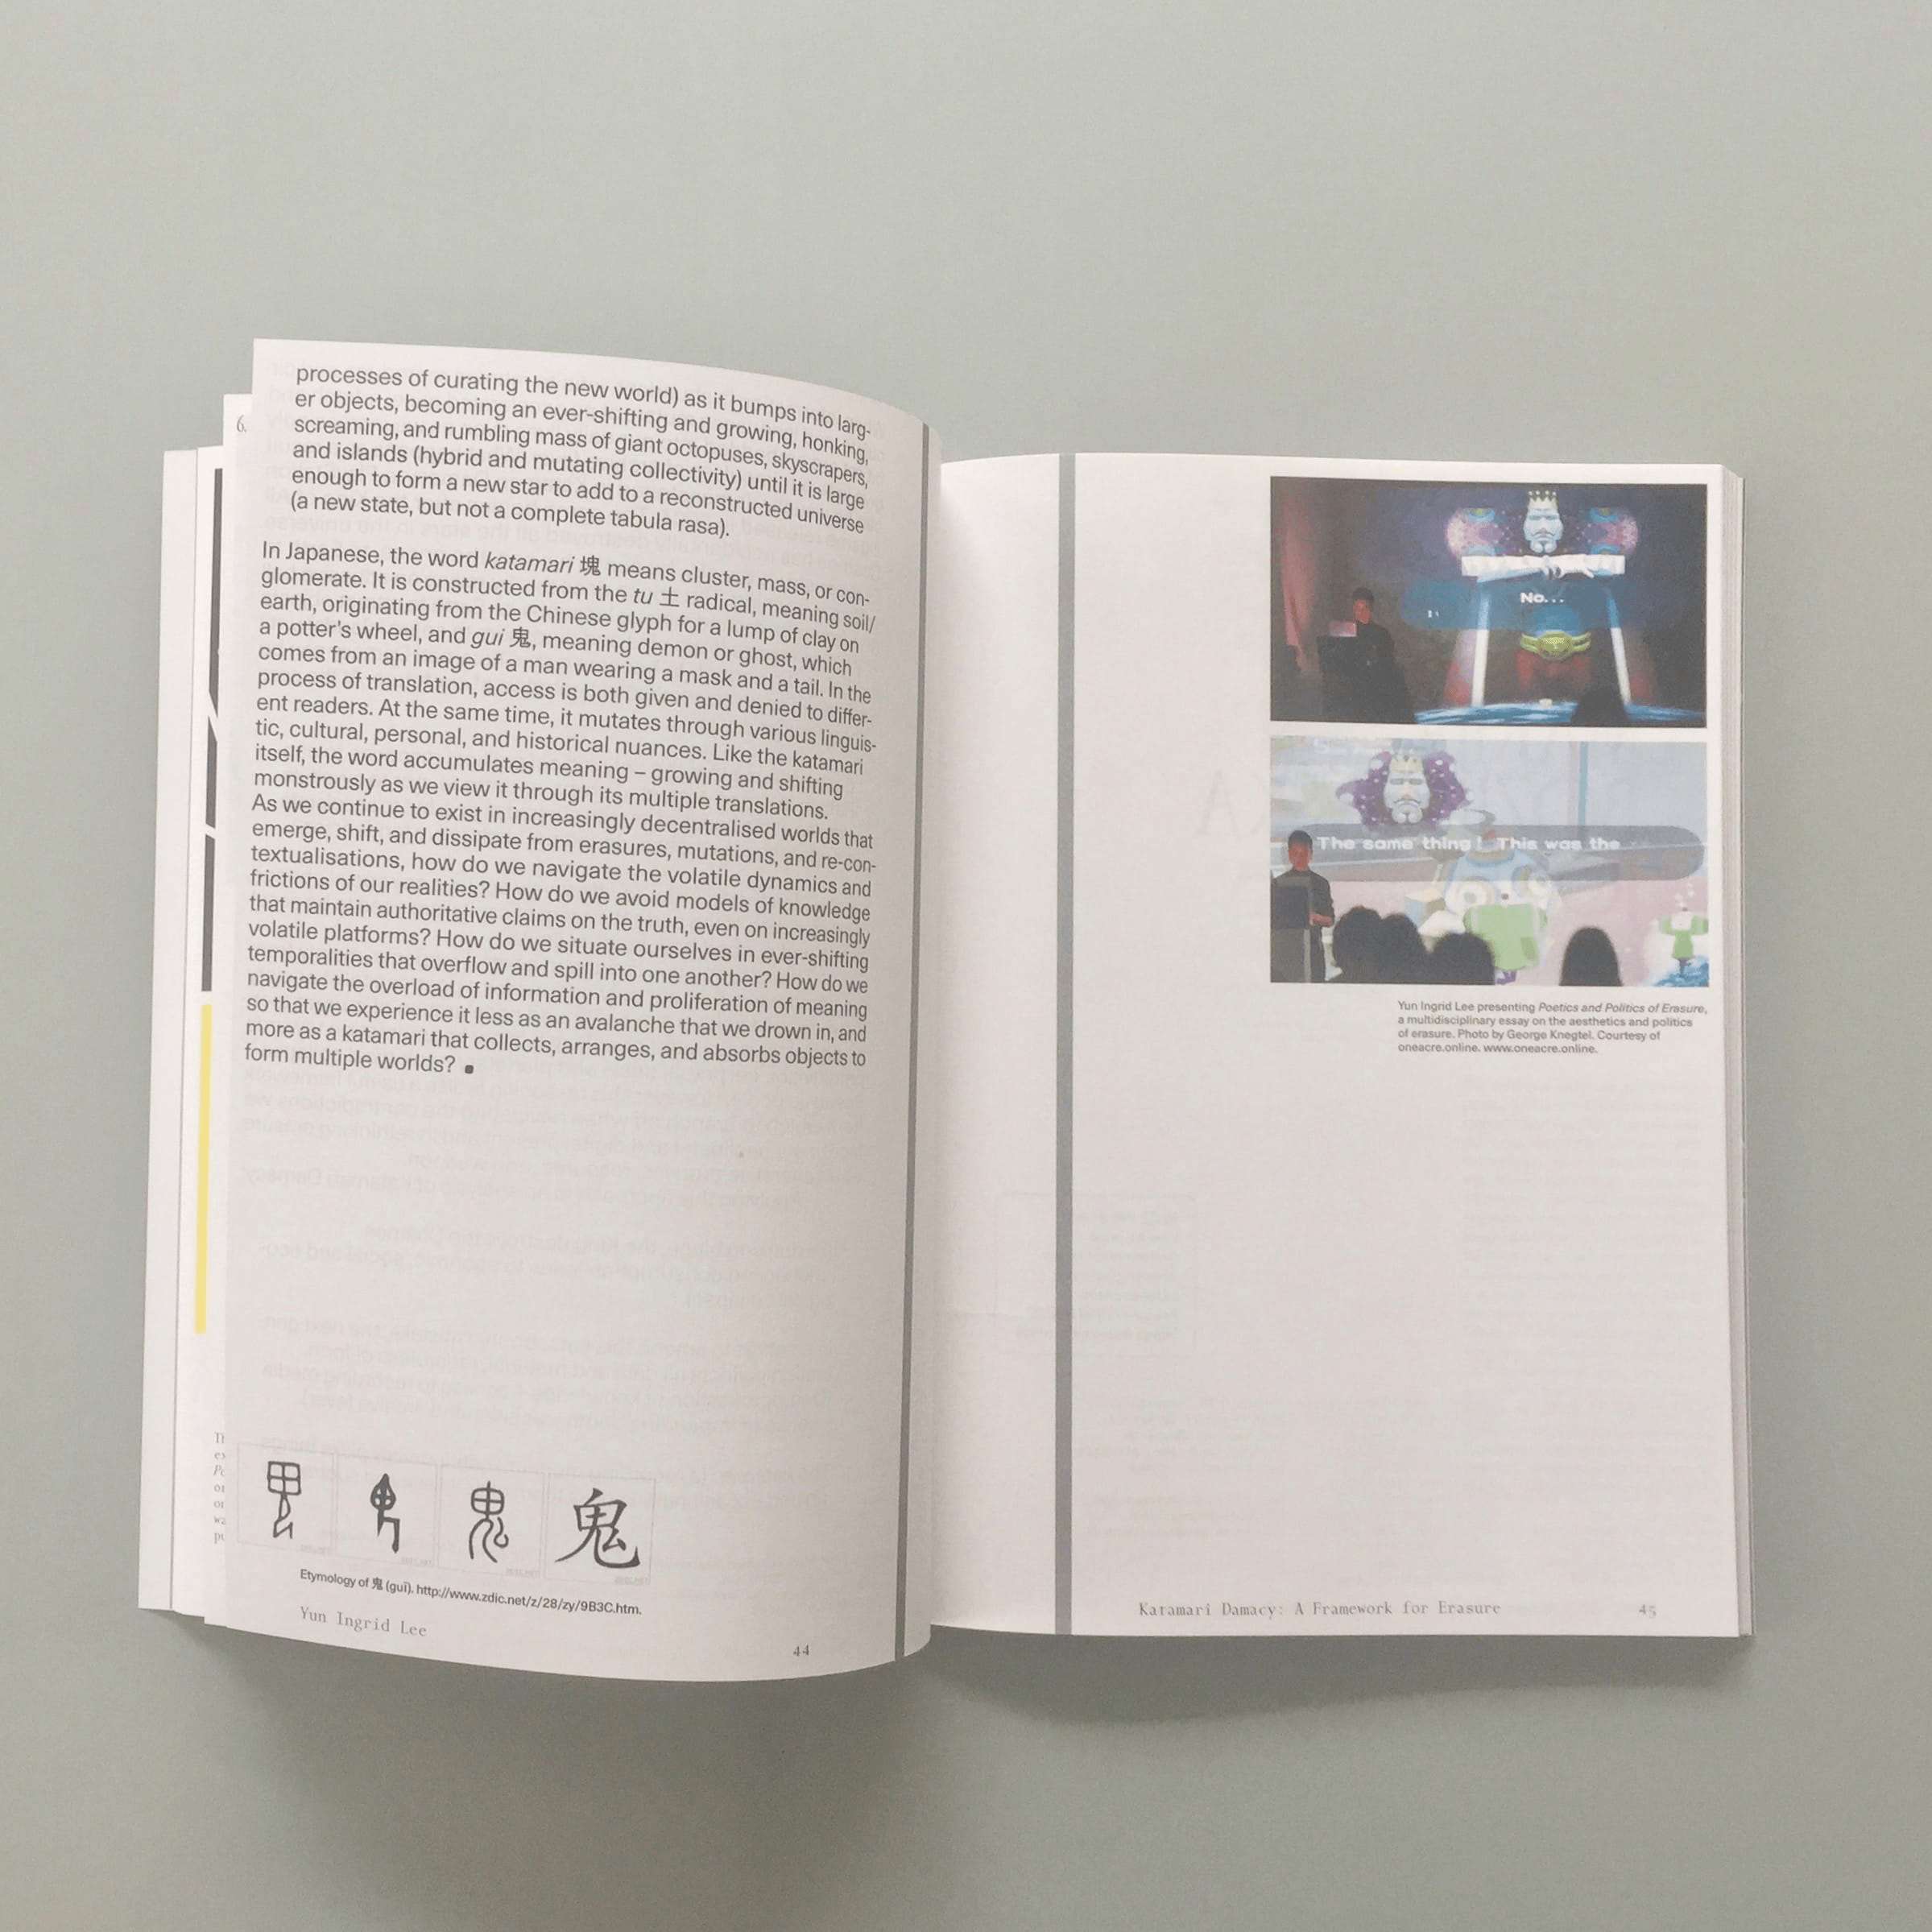 6.
processes of curating the new world) as it bumps into larg-
er objects, becoming an ever-shifting and growing, honking,
screaming, and rumbling mass of giant octopuses, skyscrapers,
and islands (hybrid and mutating collectivity) until it is large
enough to form a new star to add to a reconstructed universe
(a new state, but not a complete tabula rasa).
In Japanese, the word katamari 塊 means cluster, mass, or con-
glomerate. It is constructed from the tu 土 radical, meaning soil/
earth, originating from the Chinese glyph for a lump of clay on
a potter's wheel, and gui 鬼, meaning demon or ghost, which
comes from an image of a man wearing a mask and a tail. In the
process of translation, access is both given and denied to differ-
ent readers. At the same time, it mutates through various linguis-
tic, cultural, personal, and historical nuances. Like the katamari
itself, the word accumulates meaning – growing and shifting
monstrously as we view it through its multiple translations.
As we continue to exist in increasingly decentralised worlds that
emerge, shift, and dissipate from erasures, mutations, and re-con-
textualisations, how do we navigate the volatile dynamics and
frictions of our realities? How do we avoid models of knowledge
that maintain authoritative claims on the truth, even on increasingly
volatile platforms? How do we situate ourselves in ever-shifting
temporalities that overflow and spill into one another? How do we
navigate the overload of information and proliferation of meaning
so that we experience it less as an avalanche that we drown in, and
more as a katamari that collects, arranges, and absorbs objects to
form multiple worlds?
鬼
Etymology of 鬼 (guǐ). http://www.zdic.net/z/28/zy/9B3C.htm.
Yun Ingrid Lee
44
No...
The same thing! This was the
Yun Ingrid Lee presenting Poetics and Politics of Erasure,
a multidisciplinary essay on the aesthetics and politics
of erasure. Photo by George Knegtel. Courtesy of
oneacre.online. www.oneacre.online.
Katamari Damacy: A Framework for Erasure
45